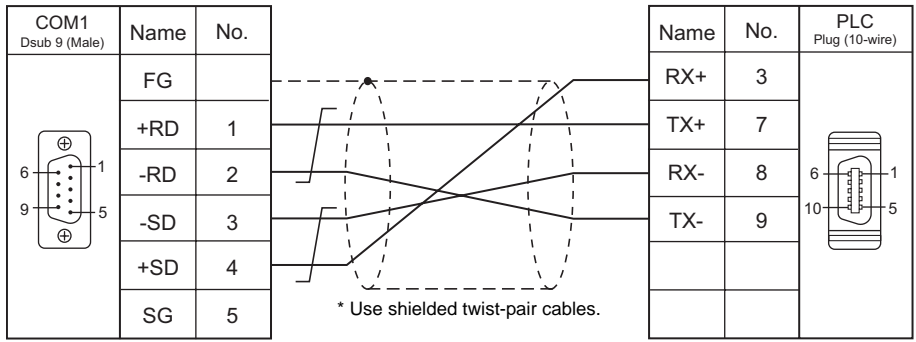 COM1
Dsub 9 (Male)
Name No.
FG
+RD 1
-RD 2
-SD 3
+SD 4
SG 5
6 1
9 5
Name No.
PLC
Plug (10-wire)
RX+ 3
TX+ 7
RX- 8
TX- 9
6 1
10 5
* Use shielded twist-pair cables.